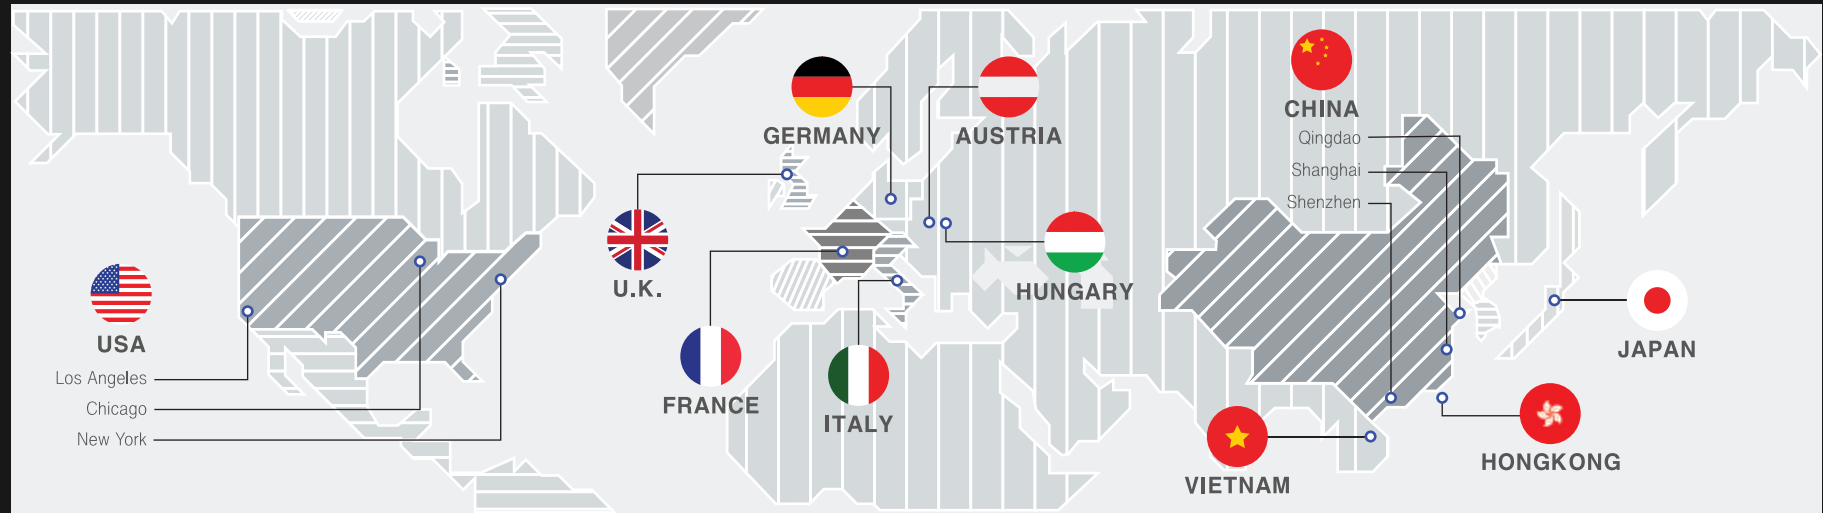 USA
Los Angeles
Chicago
New York
U.K.
GERMANY
AUSTRIA
HUNGARY
FRANCE
ITALY
CHINA
Qingdao
Shanghai
Shenzhen
JAPAN
HONGKONG
VIETNAM